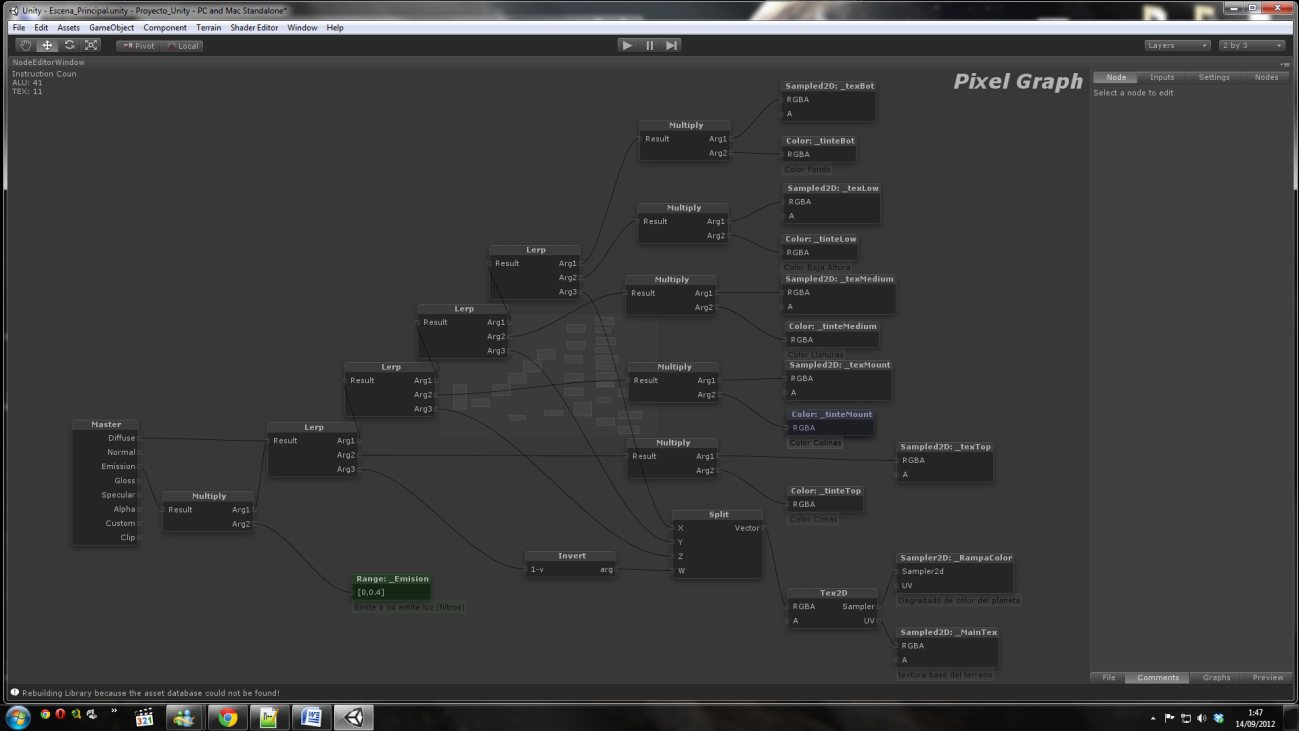 Unity - Escena_Principal.unity - Proyecto_Unity - PC and Mac Standalone*
File Edit Assets GameObject Component Terrain Shader Editor Window Help
Pivot Local Layers 2 by 3
NodeEditorWindow
Instruction Coun
ALU: 41
TEX: 11
Pixel Graph
Node Inputs Settings Nodes
Select a node to edit
Sampled2D: _texBot
RGBA
A
Multiply
Result Arg1
Arg2
Color: _tinteBot
RGBA
Color Fondo
Sampled2D: _texLow
RGBA
A
Multiply
Result Arg1
Arg2
Color: _tinteLow
RGBA
Color Baja Altura
Lerp
Result Arg1
Arg2
Arg3
Multiply
Result Arg1
Arg2
Sampled2D: _texMedium
RGBA
A
Color: _tinteMedium
RGBA
Color Llanuras
Lerp
Result Arg1
Arg2
Arg3
Sampled2D: _texMount
RGBA
A
Multiply
Result Arg1
Arg2
Lerp
Result Arg1
Arg2
Arg3
Color: _tinteMount
RGBA
Color Colinas
Master
Diffuse
Normal
Emission
Gloss
Specular
Alpha
Custom
Clip
Lerp
Result Arg1
Arg2
Arg3
Multiply
Result Arg1
Arg2
Sampled2D: _texTop
RGBA
A
Color: _tinteTop
RGBA
Color Cimas
Multiply
Result Arg1
Arg2
Split
X Vector
Y
Z
W
Invert
1-v arg
Range: _Emision
[0,0.4]
Emite o no emite luz (filtros)
Sampler2D: _RampaColor
Sampler2d
UV
Degradado de color del planeta
Tex2D
RGBA Sampler
A UV
Sampled2D: _MainTex
RGBA
A
textura base del terreno
File Comments Graphs Preview
Rebuilding Library because the asset database could not be found!
321
1:47
14/09/2012